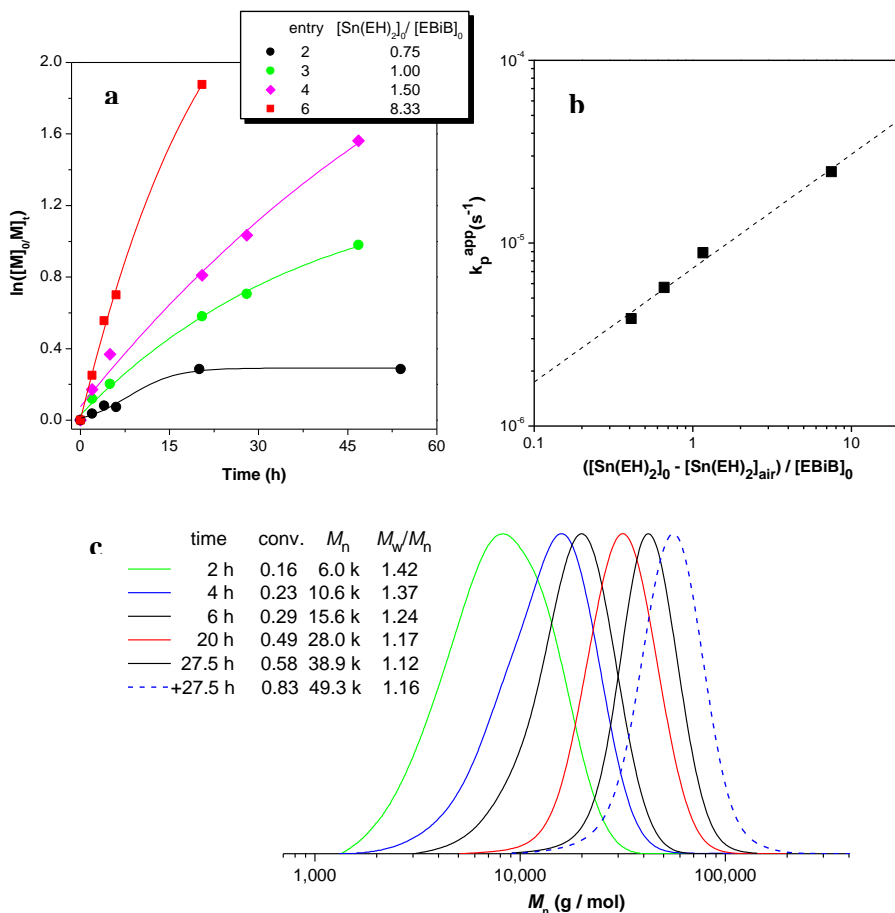 entry [Sn(EH)2]0/ [EBiB]0
2 0.75
3 1.00
4 1.50
6 8.33
a
ln([M]0/M]t)
2.0
1.6
1.2
0.8
0.4
0.0
0 15 30 45 60
Time (h)
b
kpapp(s-1)
10-4
10-5
10-6
0.1 1 10
([Sn(EH)2]0 - [Sn(EH)2]air) / [EBiB]0
c
time conv. Mn Mw/Mn
2 h 0.16 6.0 k 1.42
4 h 0.23 10.6 k 1.37
6 h 0.29 15.6 k 1.24
20 h 0.49 28.0 k 1.17
27.5 h 0.58 38.9 k 1.12
+27.5 h 0.83 49.3 k 1.16
1,000 10,000 100,000
Mn (g / mol)